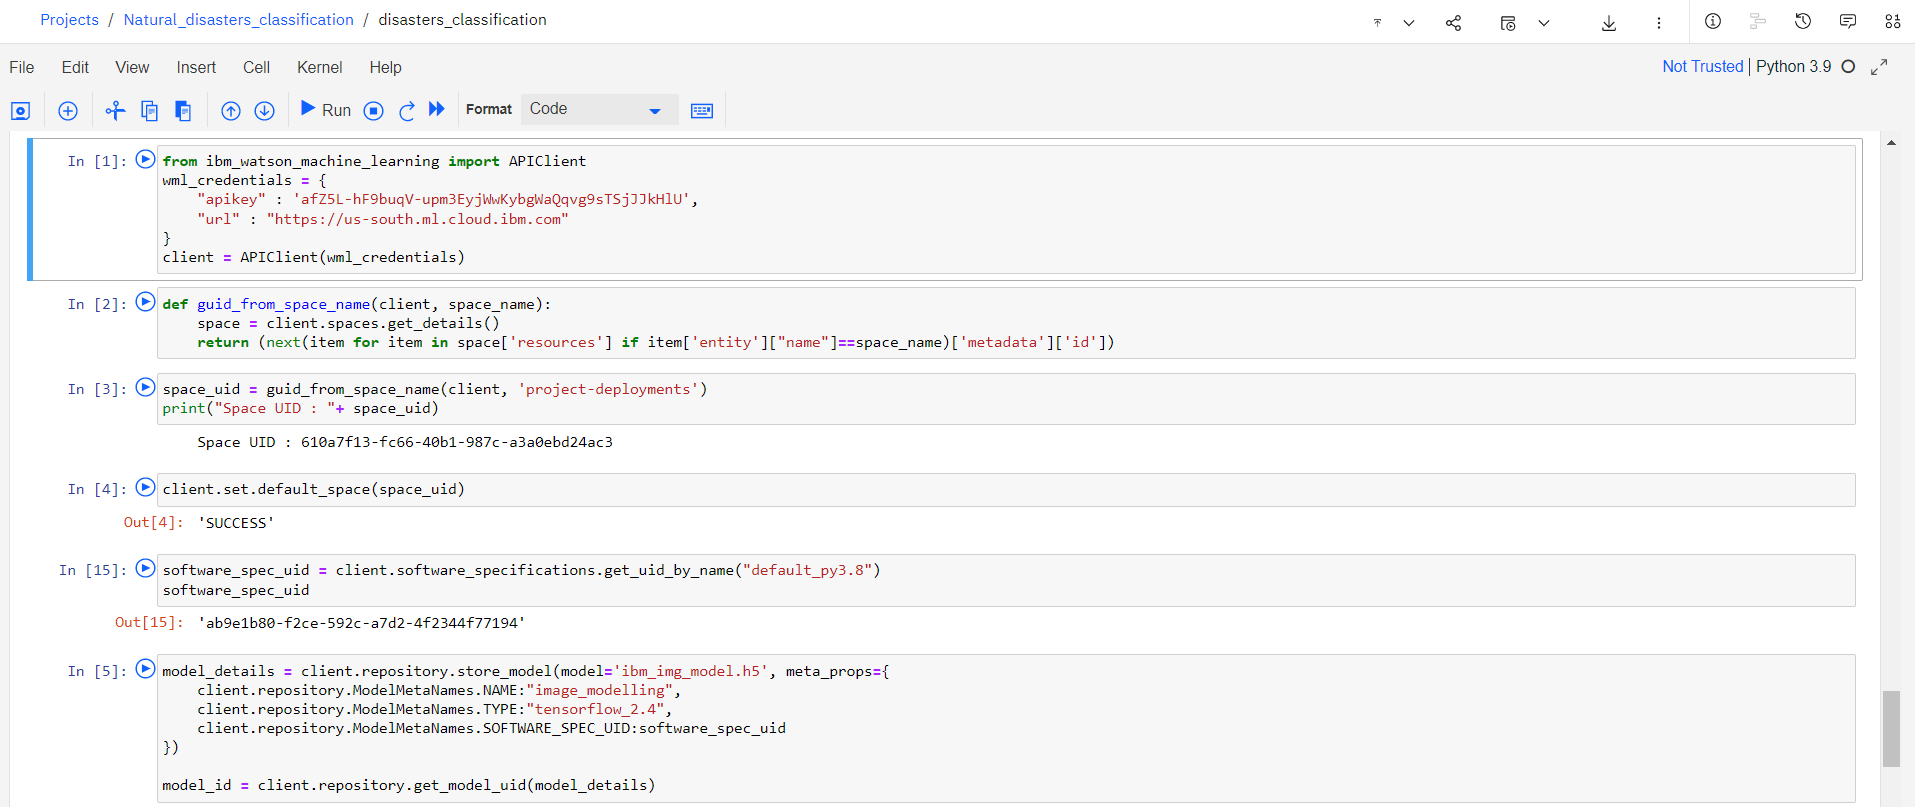 Projects / Natural_disasters_classification / disasters_classification
File Edit View Insert Cell Kernel Help
Not Trusted | Python 3.9
Run
Format
Code
In [1]:
from ibm_watson_machine_learning import APIClient
wml_credentials = {
    "apikey" : 'afZ5L-hF9buqV-upm3EyjWwKybgWaQqvg9sTSjJJkHlU',
    "url" : "https://us-south.ml.cloud.ibm.com"
}
client = APIClient(wml_credentials)
In [2]:
def guid_from_space_name(client, space_name):
    space = client.spaces.get_details()
    return (next(item for item in space['resources'] if item['entity']["name"]==space_name)['metadata']['id'])
In [3]:
space_uid = guid_from_space_name(client, 'project-deployments')
print("Space UID : "+ space_uid)
Space UID : 610a7f13-fc66-40b1-987c-a3a0ebd24ac3
In [4]:
client.set.default_space(space_uid)
Out[4]: 'SUCCESS'
In [15]:
software_spec_uid = client.software_specifications.get_uid_by_name("default_py3.8")
software_spec_uid
Out[15]: 'ab9e1b80-f2ce-592c-a7d2-4f2344f77194'
In [5]:
model_details = client.repository.store_model(model='ibm_img_model.h5', meta_props={
    client.repository.ModelMetaNames.NAME:"image_modelling",
    client.repository.ModelMetaNames.TYPE:"tensorflow_2.4",
    client.repository.ModelMetaNames.SOFTWARE_SPEC_UID:software_spec_uid
})
model_id = client.repository.get_model_uid(model_details)